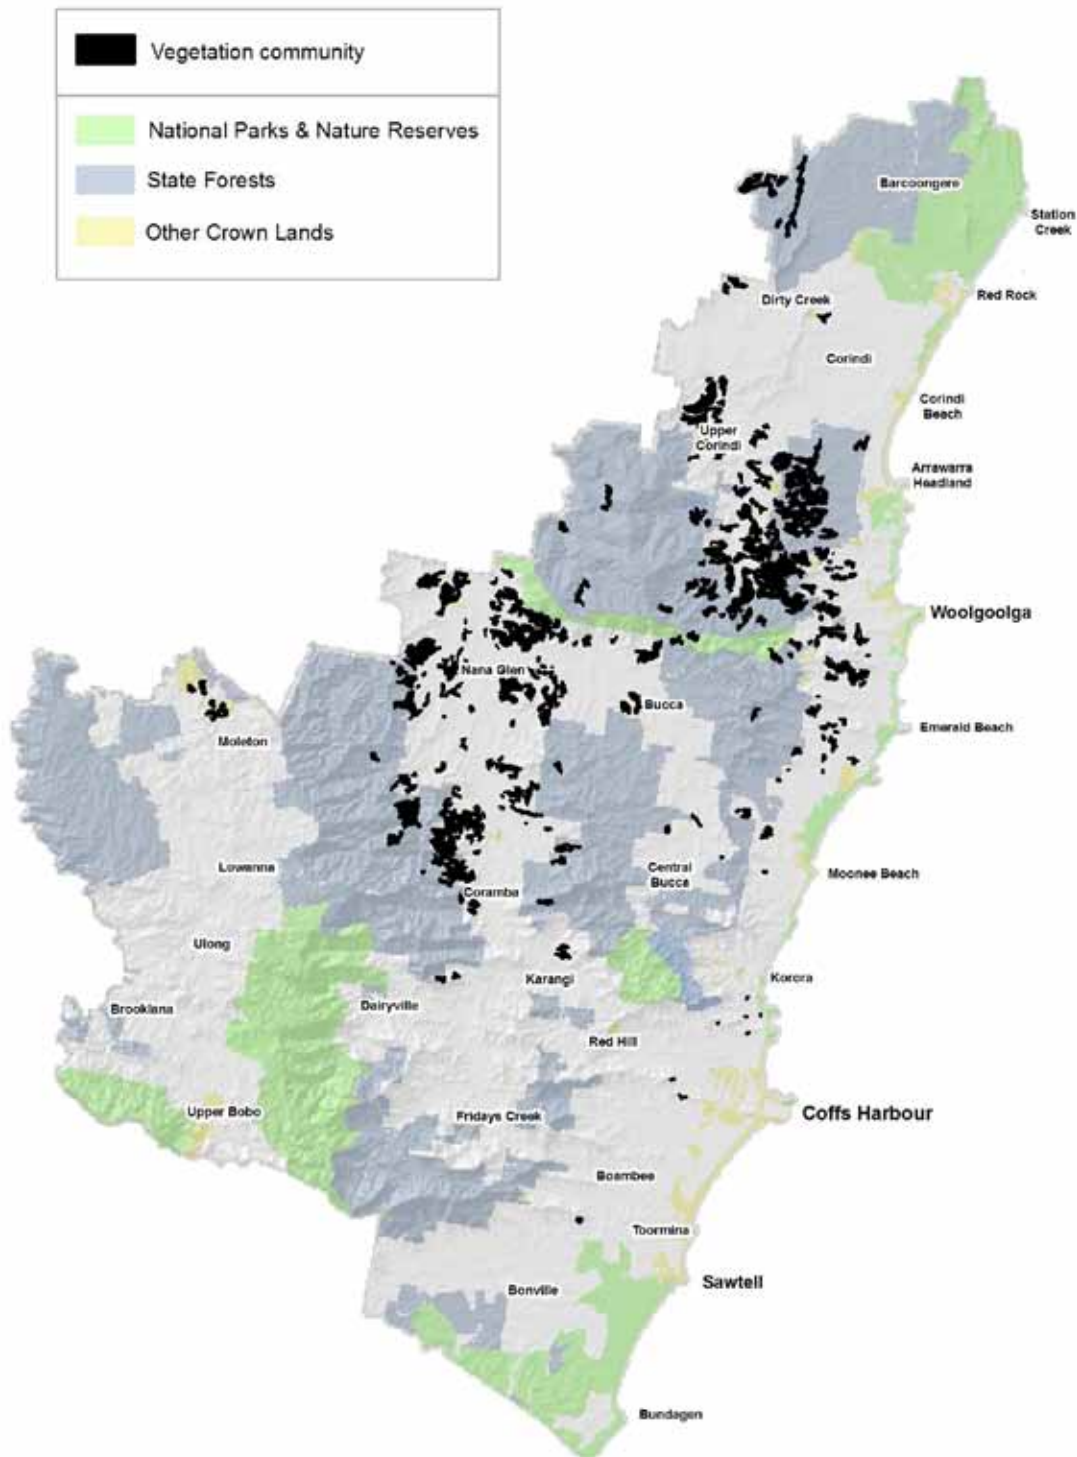 Vegetation community
National Parks & Nature Reserves
State Forests
Other Crown Lands
Barcoongere
Station
Creek
Red Rock
Dirty Creek
Corindi
Corindi
Beach
Upper
Corindi
Arrawarra
Headland
Woolgoolga
Nana Glen
Bucca
Emerald Beach
Moleton
Lowanna
Central
Bucca
Moonee Beach
Coramba
Ulong
Karangi
Korora
Brooklana
Dairyville
Red Hill
Upper Bobo
Fridays Creek
Coffs Harbour
Boambee
Toormina
Bonville
Sawtell
Bundagen